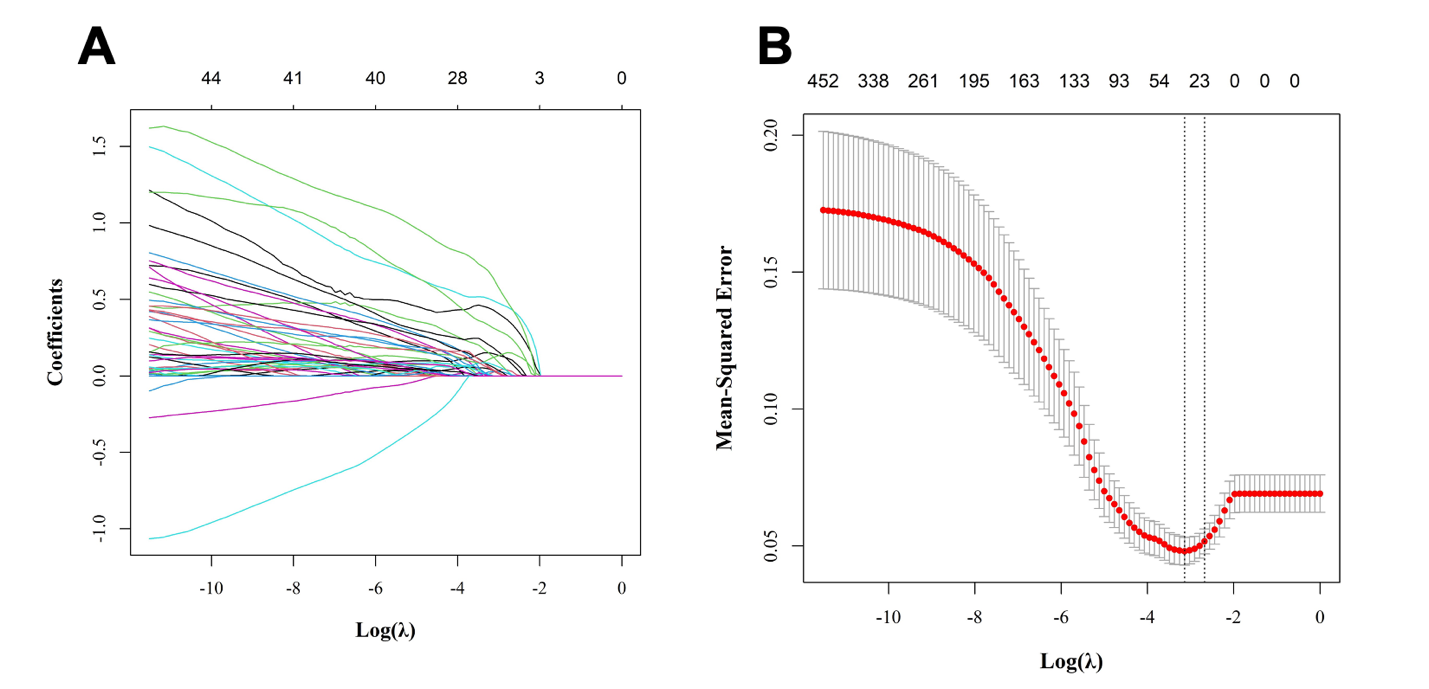 A
44 41 40 28 3 0
Coefficients
1.5
1.0
0.5
0.0
-0.5
-1.0
-10 -8 -6 -4 -2 0
Log(λ)
B
452 338 261 195 163 133 93 54 23 0 0 0
Mean-Squared Error
0.20
0.15
0.10
0.05
-10 -8 -6 -4 -2 0
Log(λ)